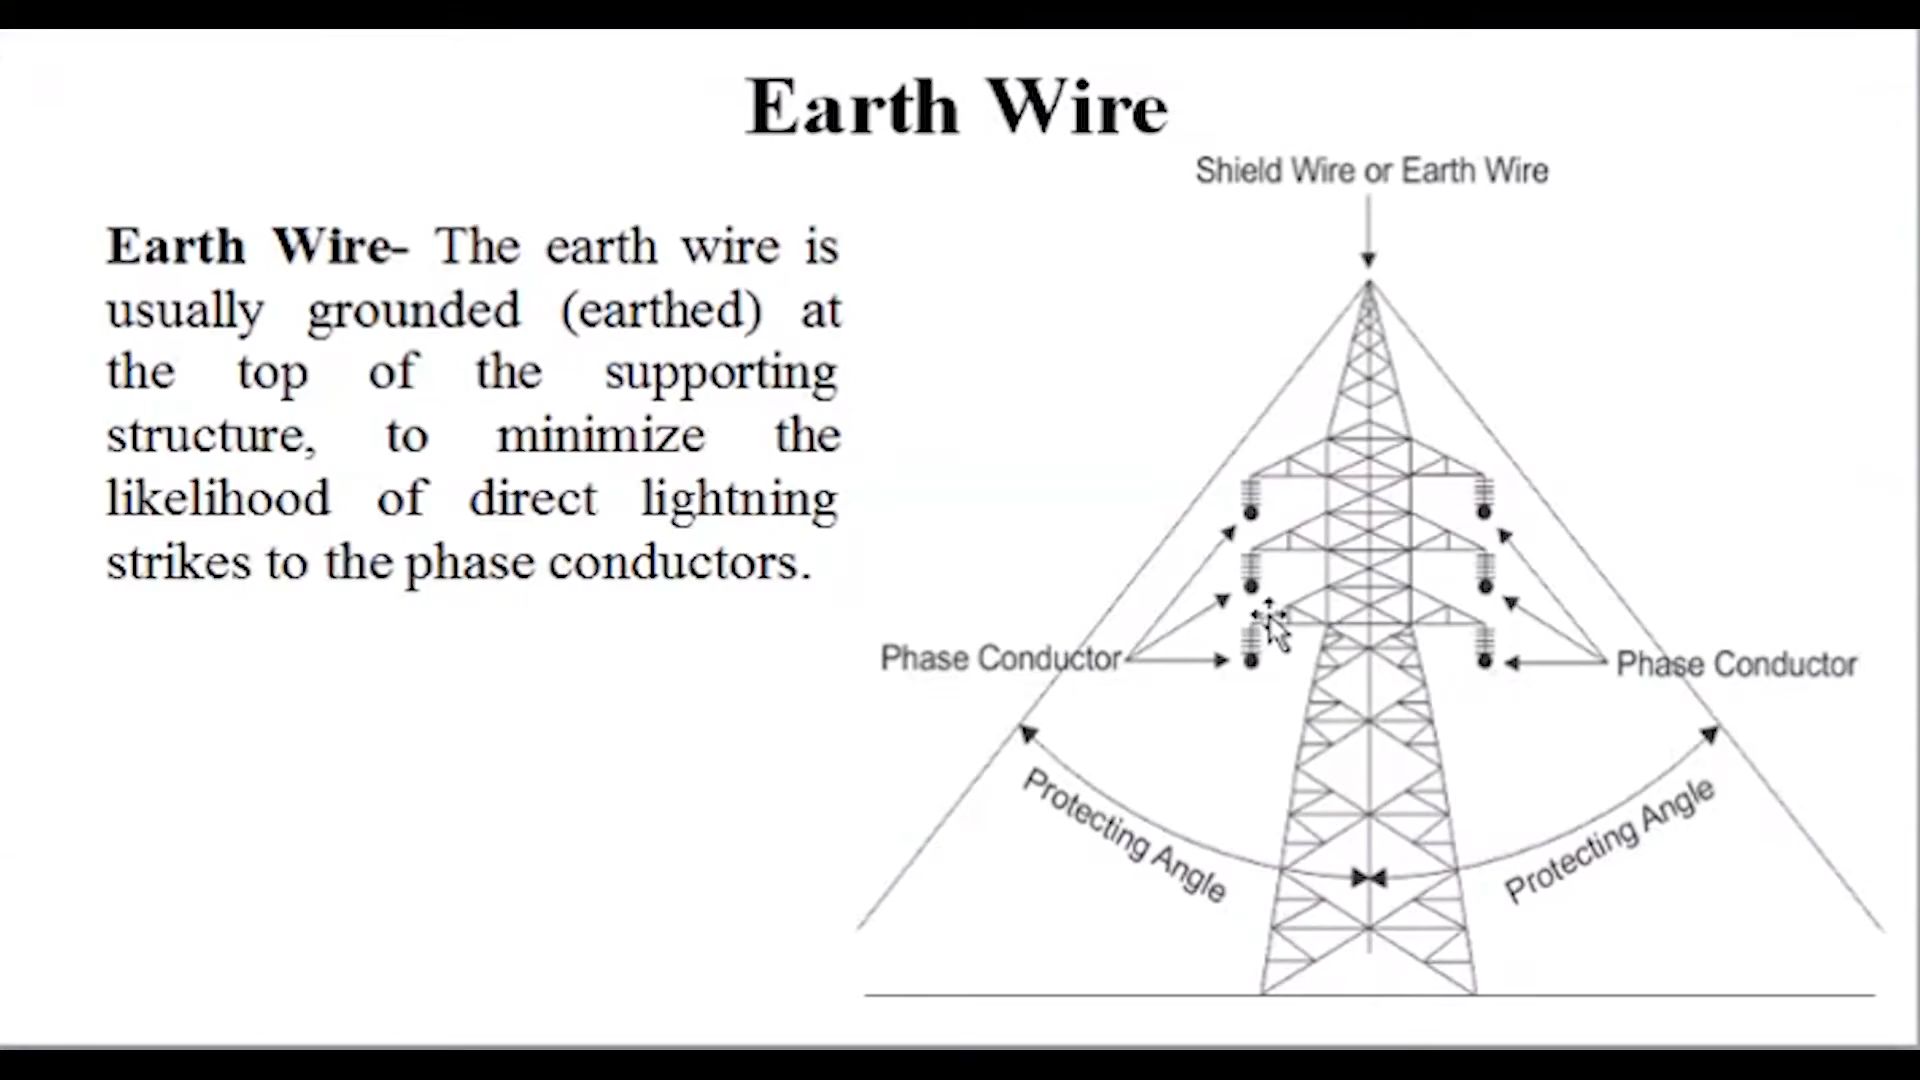 Earth Wire
Shield Wire or Earth Wire
Earth Wire- The earth wire is
usually grounded (earthed) at
the top of the supporting
structure, to minimize the
likelihood of direct lightning
strikes to the phase conductors.
Phase Conductor
Phase Conductor
Protecting Angle
Protecting Angle